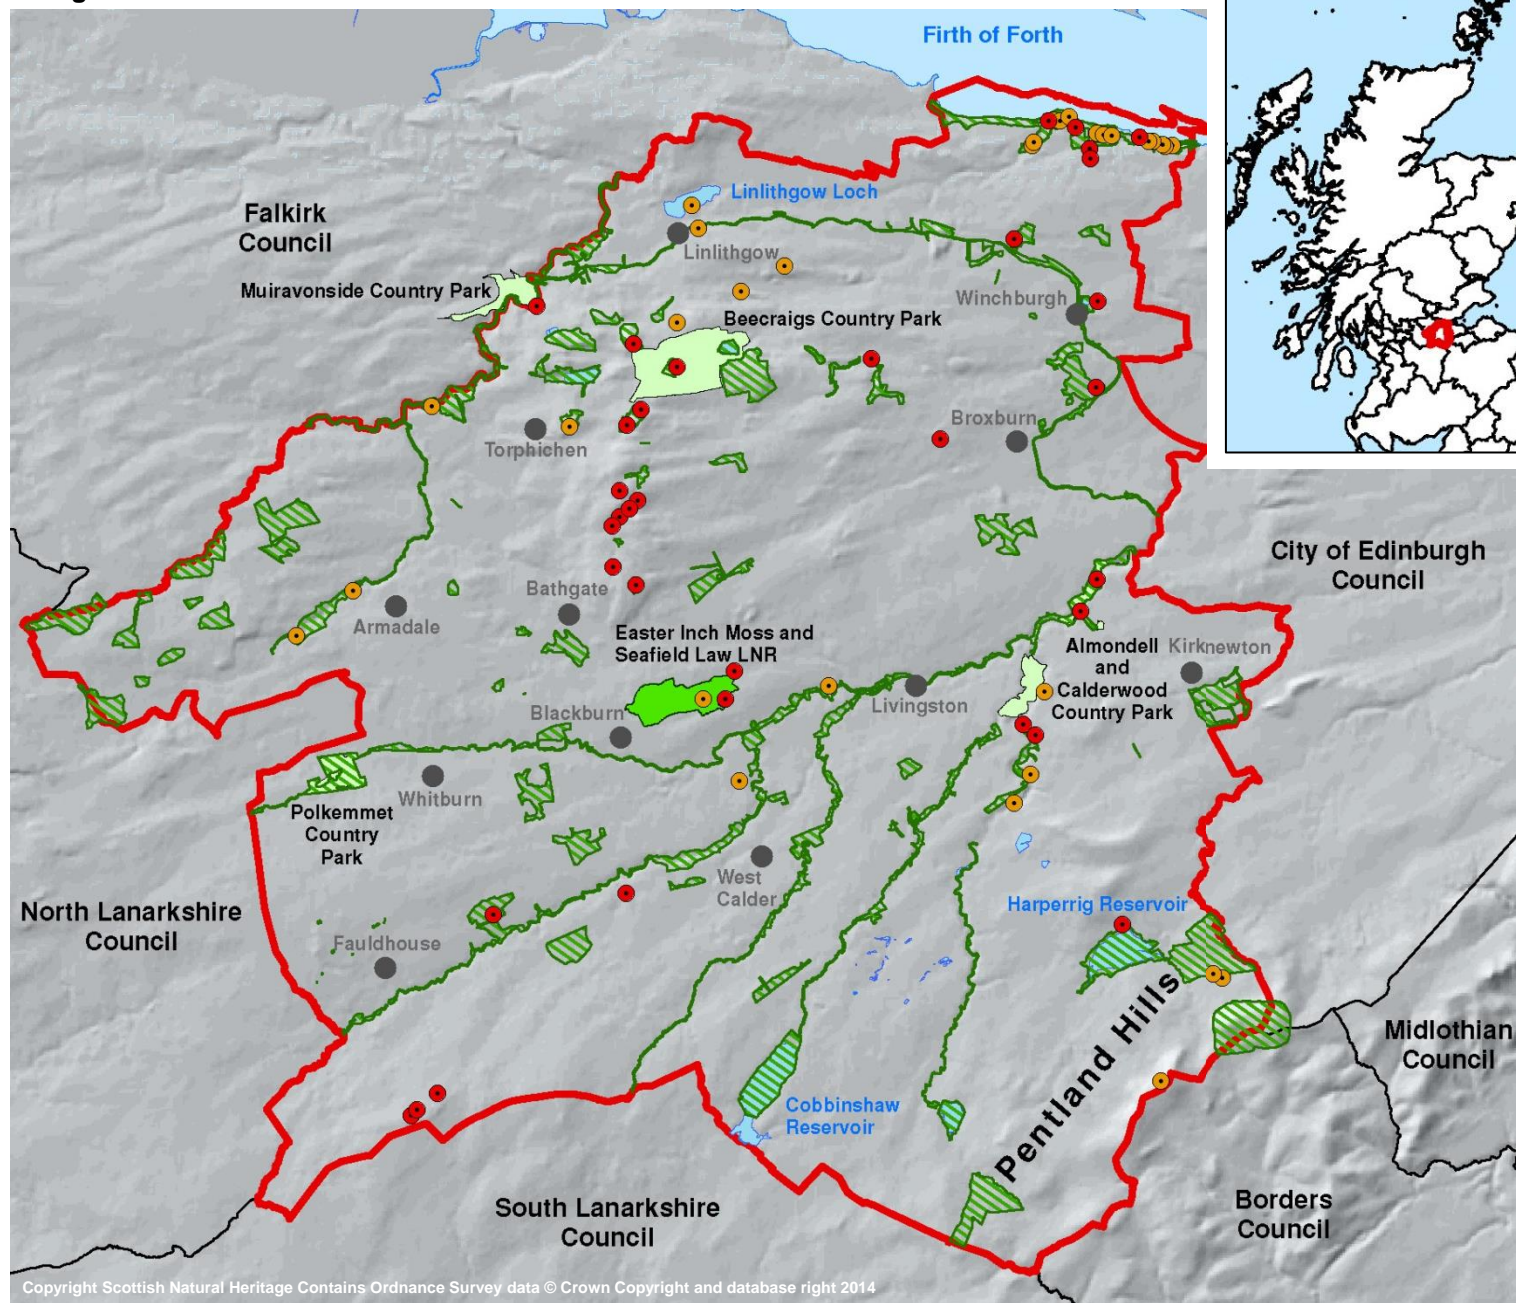 Firth of Forth
Linlithgow Loch
Falkirk
Council
Linlithgow
Muiravonside Country Park
Winchburgh
Beecraigs Country Park
Broxburn
Torphichen
City of Edinburgh
Council
Bathgate
Armadale
Easter Inch Moss and
Seafield Law LNR
Almondell
and
Calderwood
Country Park
Kirknewton
Livingston
Blackburn
Whitburn
Polkemmet
Country
Park
West
Calder
North Lanarkshire
Council
Harperrig Reservoir
Fauldhouse
Pentland Hills
Midlothian
Council
Cobbinshaw
Reservoir
South Lanarkshire
Council
Borders
Council
Copyright Scottish Natural Heritage Contains Ordnance Survey data © Crown Copyright and database right 2014